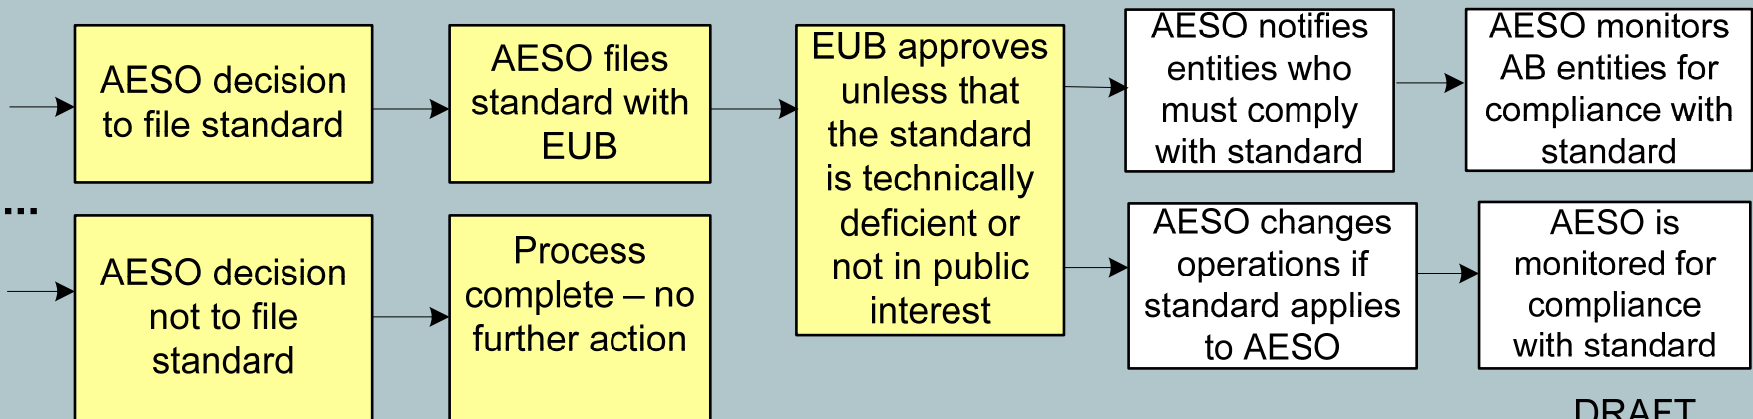 AESO decision
to file standard
AESO files
standard with
EUB
EUB approves
unless that
the standard
is technically
deficient or
not in public
interest
AESO notifies
entities who
must comply
with standard
AESO monitors
AB entities for
compliance with
standard
...
AESO decision
not to file
standard
Process
complete – no
further action
AESO changes
operations if
standard applies
to AESO
AESO is
monitored for
compliance
with standard
DRAFT